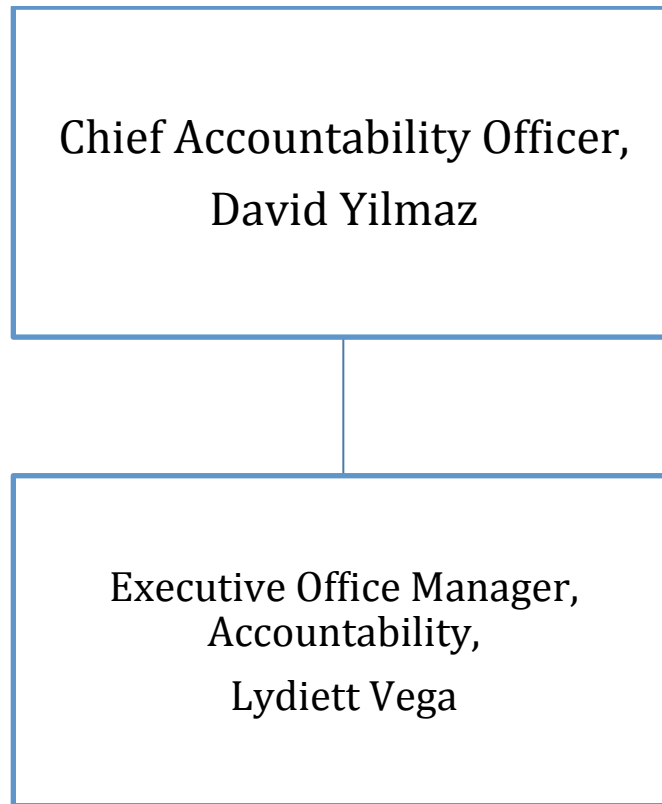 Chief Accountability Officer,
David Yilmaz
Executive Office Manager,
Accountability,
Lydiett Vega